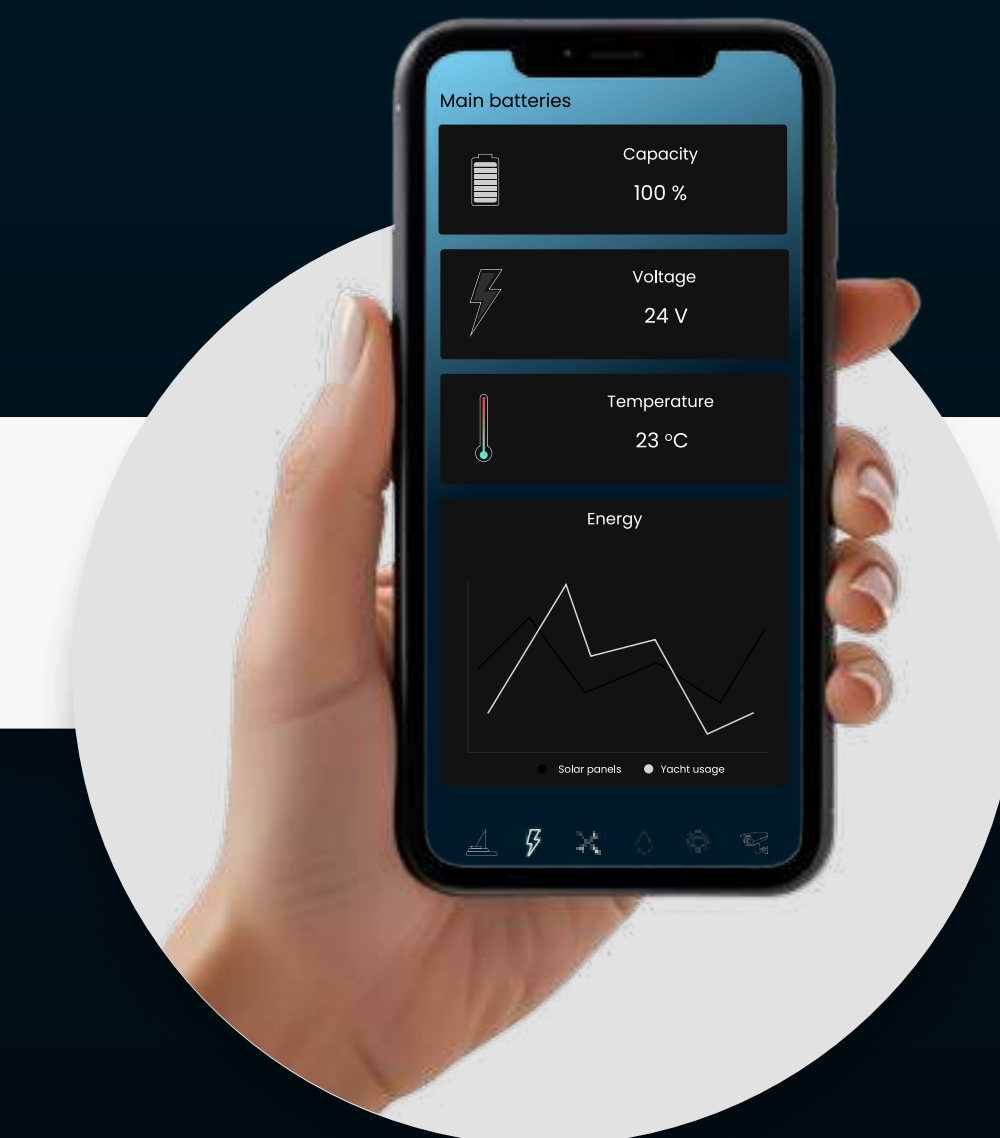 Main batteries
Capacity
100 %
Voltage
24 V
Temperature
23 °C
Energy
Solar panels
Yacht usage